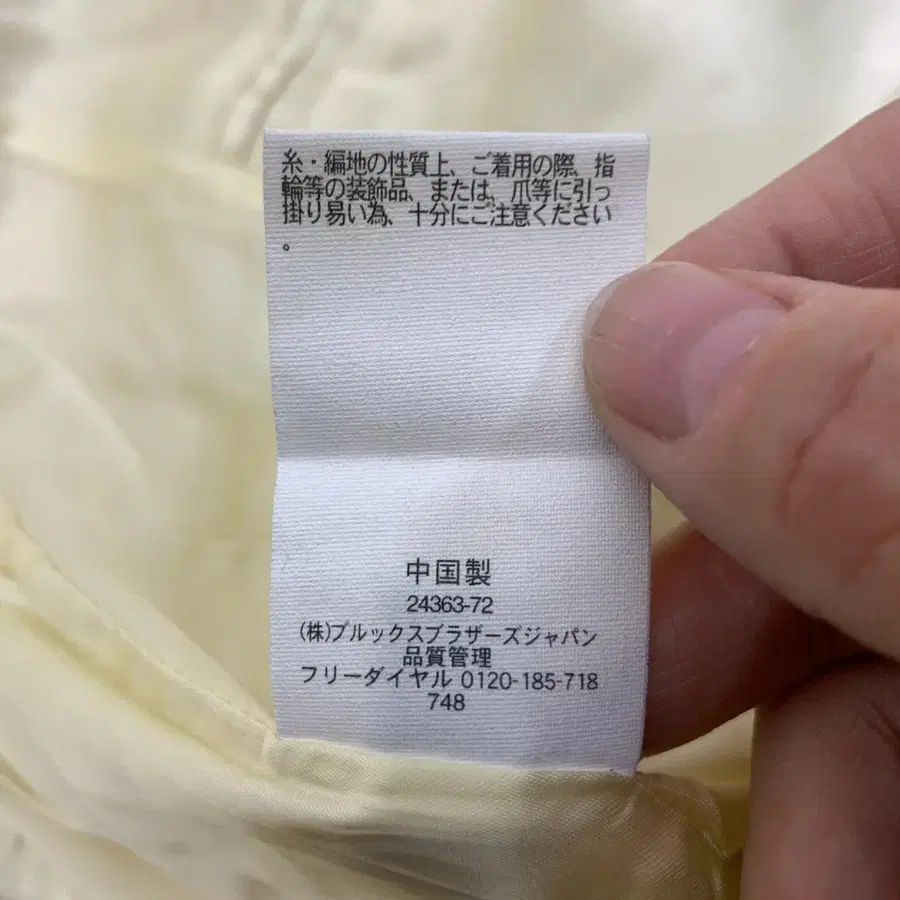 糸・編地の性質上、ご着用の際、指
輪等の装飾品、または、爪等に引っ
掛り易い為、十分にご注意ください
。
中国製
24363-72
(株)ブルックスブラザーズジャパン
品質管理
フリーダイヤル 0120-185-718
748